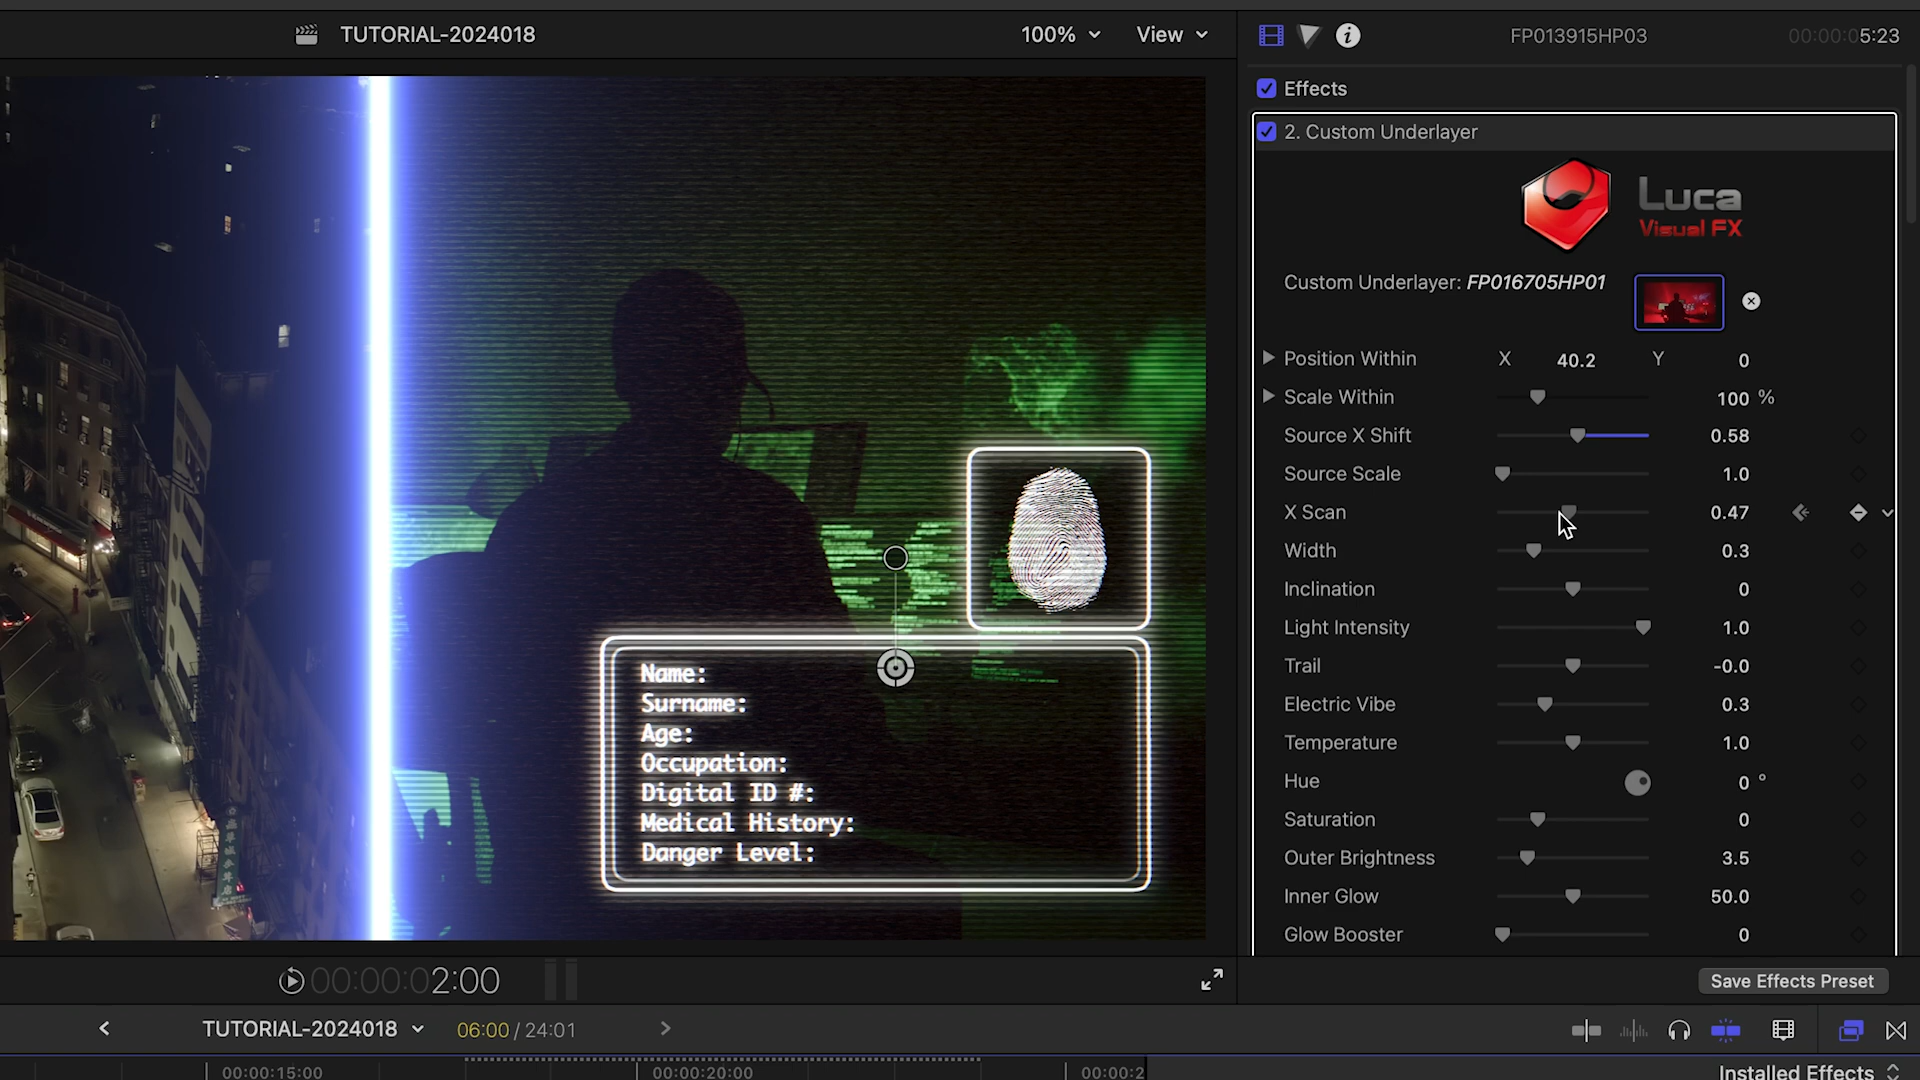 TUTORIAL-2024018
100%
View
FP013915HP03
00:00:05:23
Effects
2. Custom Underlayer
Luca
Visual FX
Custom Underlayer: FP016705HP01
Position Within X 40.2 Y 0
Scale Within 100 %
Source X Shift 0.58
Source Scale 1.0
X Scan 0.47
Width 0.3
Inclination 0
Light Intensity 1.0
Trail -0.0
Electric Vibe 0.3
Temperature 1.0
Hue 0 °
Saturation 0
Outer Brightness 3.5
Inner Glow 50.0
Glow Booster 0
Name:
Surname:
Age:
Occupation:
Digital ID #:
Medical History:
Danger Level:
00:00:02:00
Save Effects Preset
TUTORIAL-2024018
06:00 / 24:01
00:00:15:00
00:00:20:00
00:00:2
Installed Effects